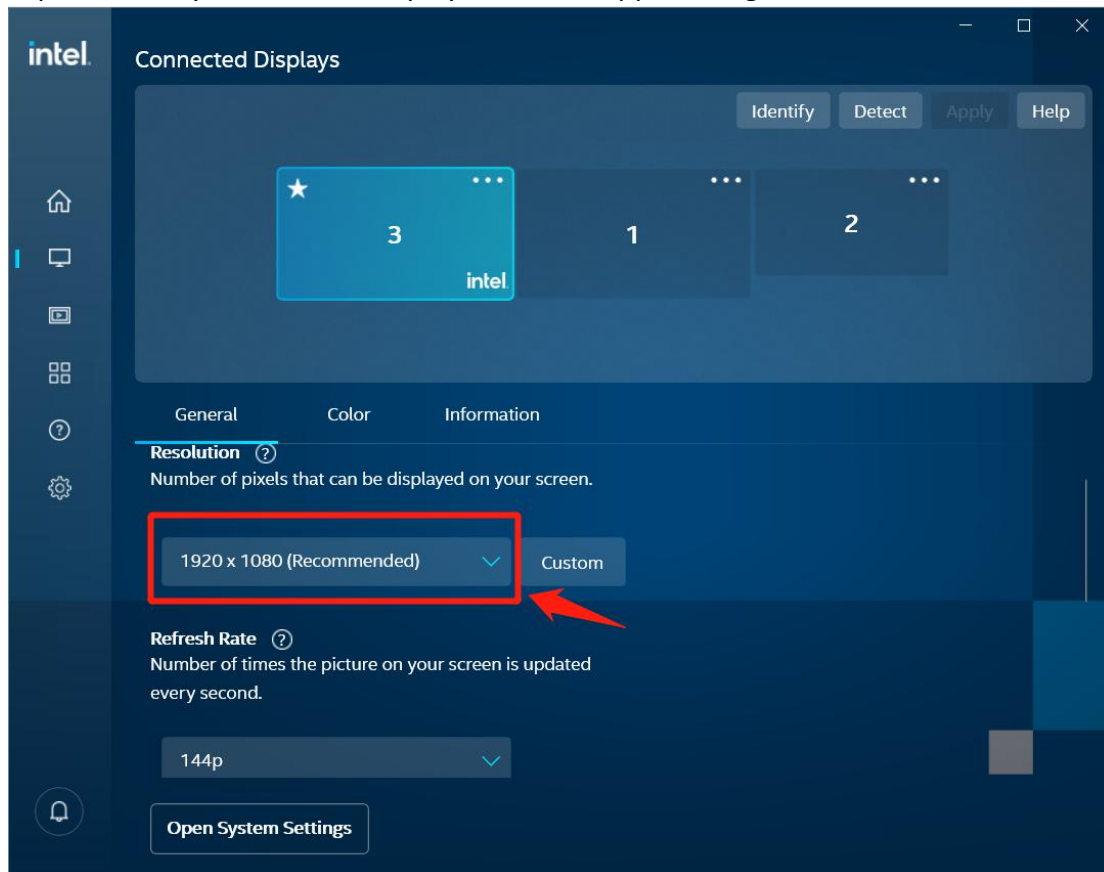 intel.
Connected Displays
Identify Detect Apply Help
3 1 2
intel.
General Color Information
Resolution ?
Number of pixels that can be displayed on your screen.
1920 x 1080 (Recommended) Custom
Refresh Rate ?
Number of times the picture on your screen is updated
every second.
144p
Open System Settings